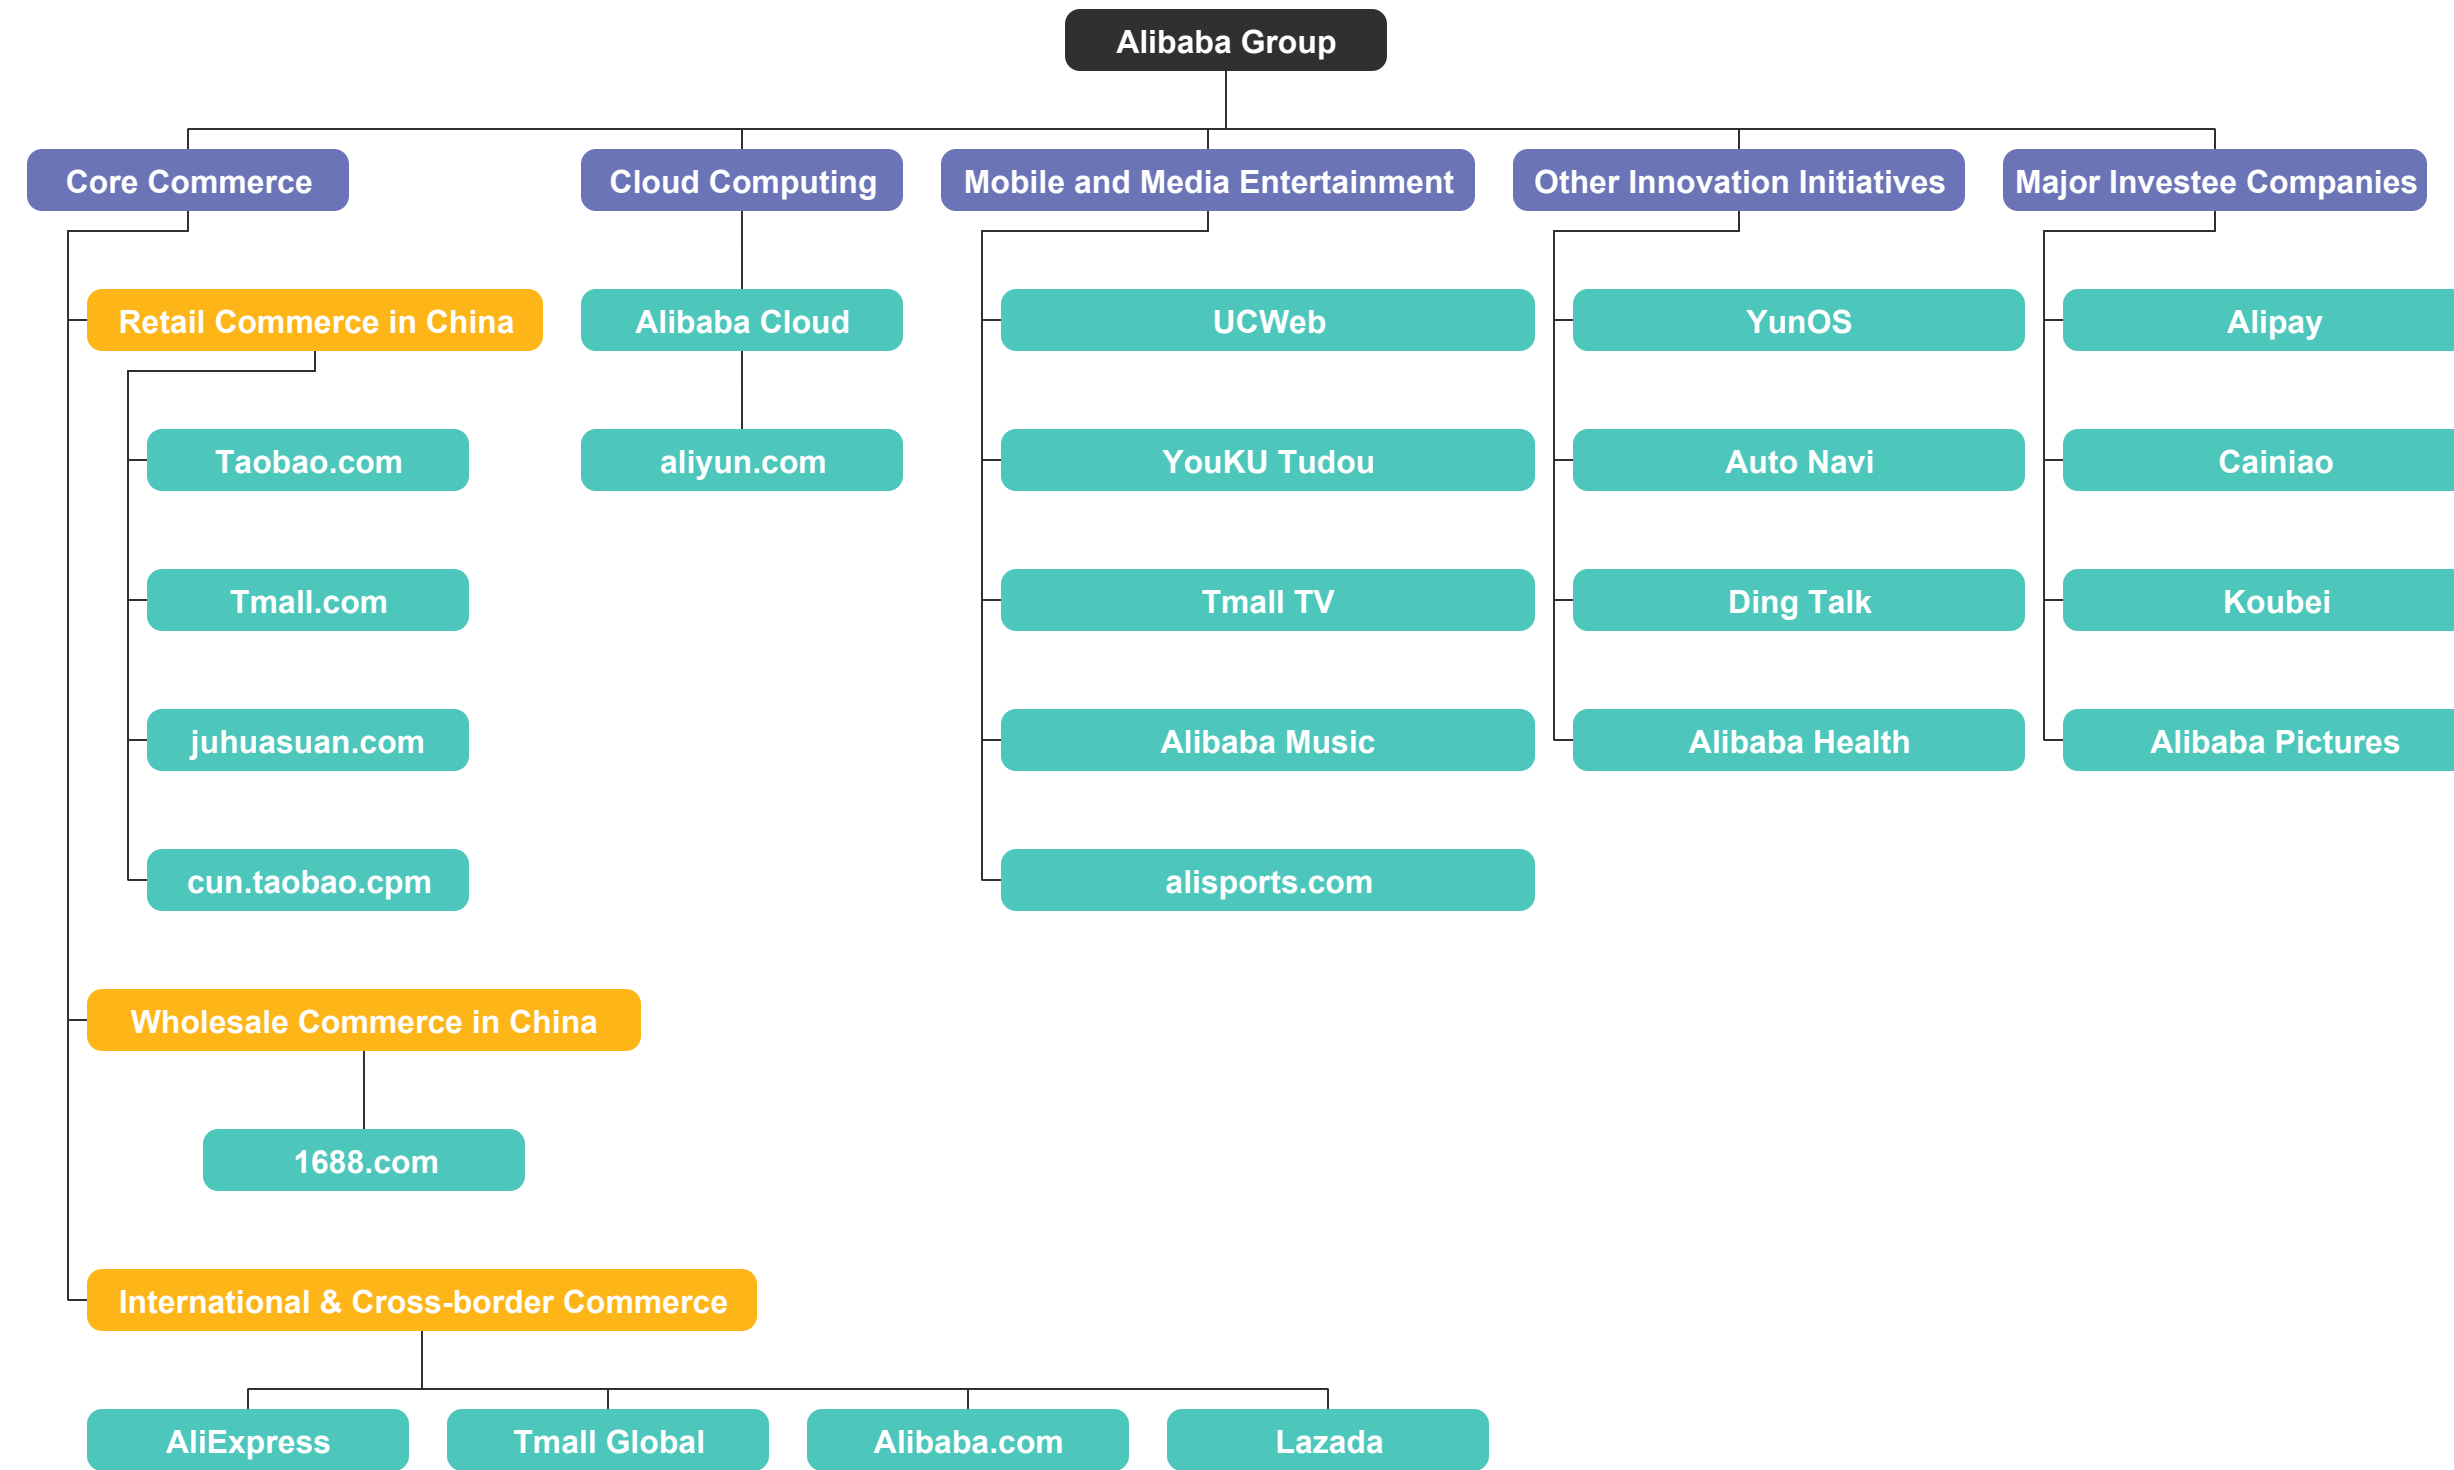 Alibaba Group
Core Commerce
Cloud Computing
Mobile and Media Entertainment
Other Innovation Initiatives
Major Investee Companies
Retail Commerce in China
Alibaba Cloud
UCWeb
YunOS
Alipay
Taobao.com
aliyun.com
YouKU Tudou
Auto Navi
Cainiao
Tmall.com
Tmall TV
Ding Talk
Koubei
juhuasuan.com
Alibaba Music
Alibaba Health
Alibaba Pictures
cun.taobao.cpm
alisports.com
Wholesale Commerce in China
1688.com
International & Cross-border Commerce
AliExpress
Tmall Global
Alibaba.com
Lazada